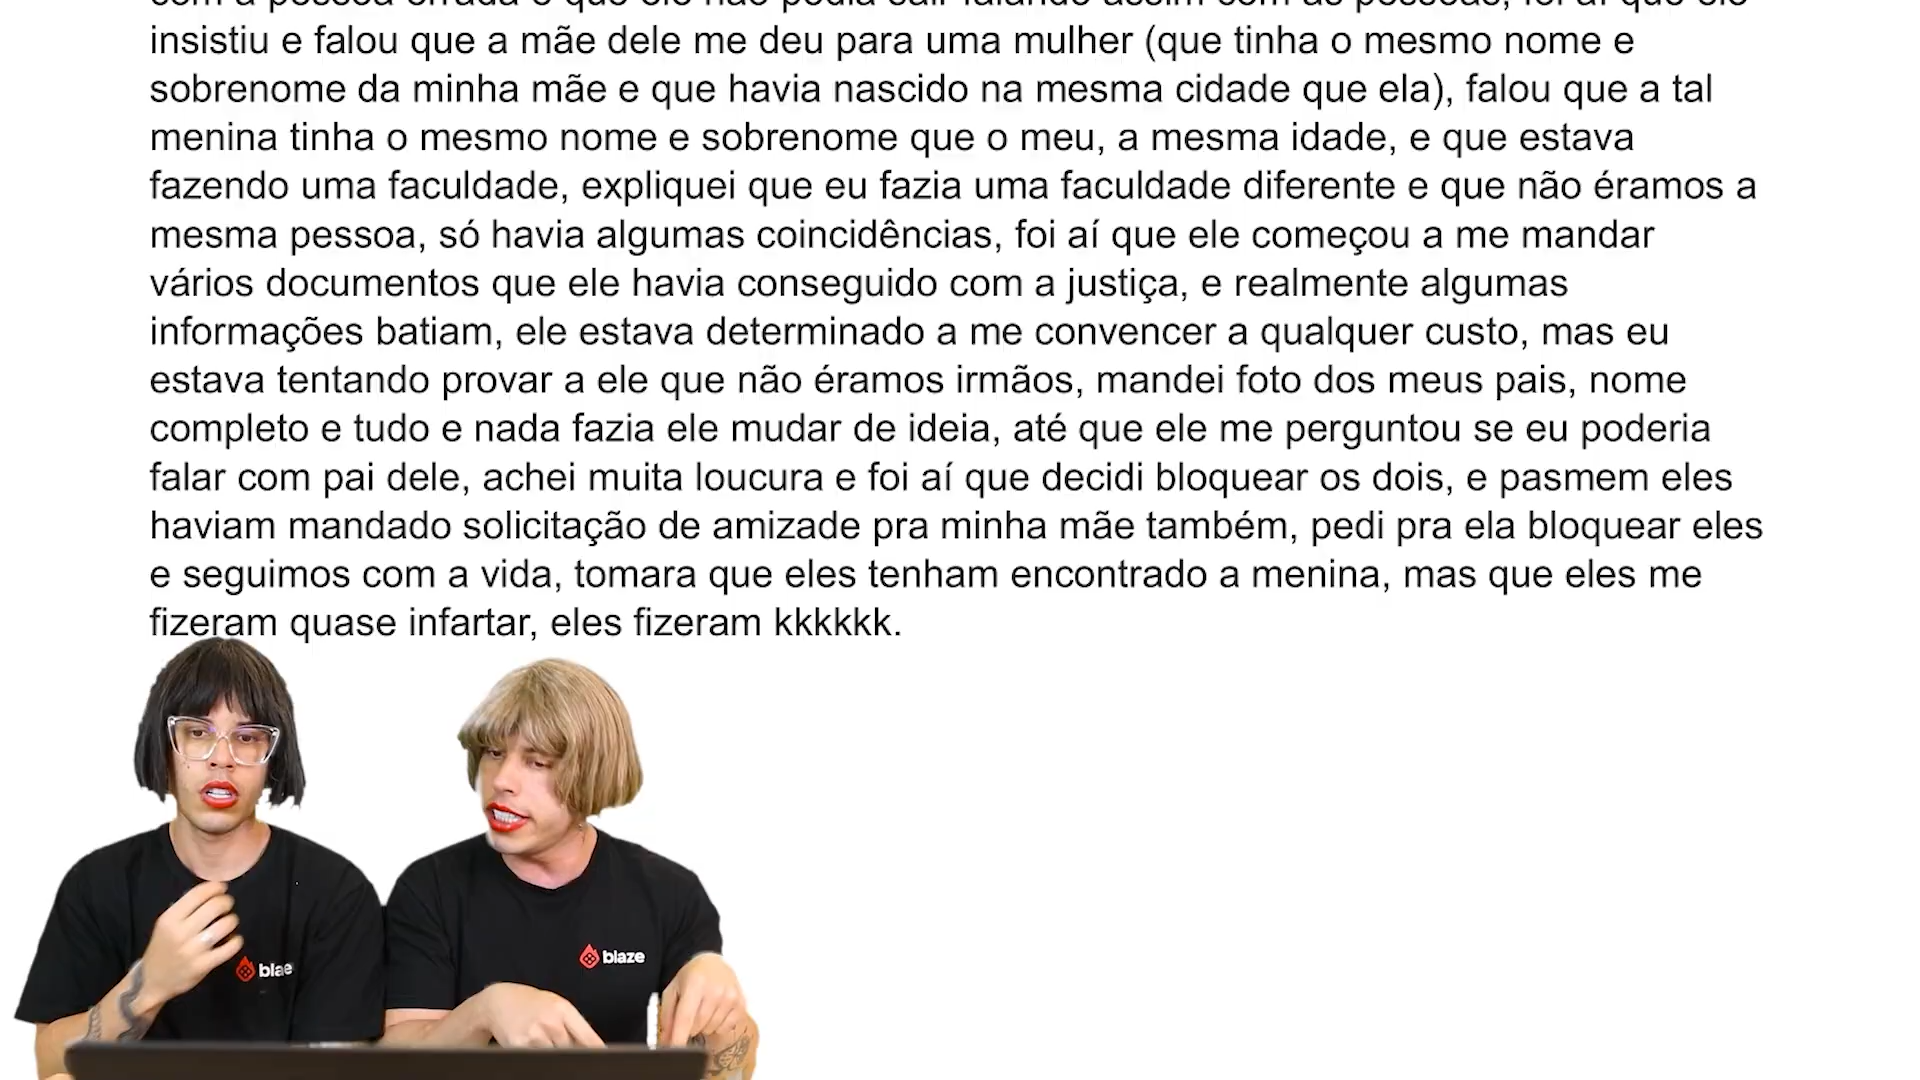 insistiu e falou que a mãe dele me deu para uma mulher (que tinha o mesmo nome e
sobrenome da minha mãe e que havia nascido na mesma cidade que ela), falou que a tal
menina tinha o mesmo nome e sobrenome que o meu, a mesma idade, e que estava
fazendo uma faculdade, expliquei que eu fazia uma faculdade diferente e que não éramos a
mesma pessoa, só havia algumas coincidências, foi aí que ele começou a me mandar
vários documentos que ele havia conseguido com a justiça, e realmente algumas
informações batiam, ele estava determinado a me convencer a qualquer custo, mas eu
estava tentando provar a ele que não éramos irmãos, mandei foto dos meus pais, nome
completo e tudo e nada fazia ele mudar de ideia, até que ele me perguntou se eu poderia
falar com pai dele, achei muita loucura e foi aí que decidi bloquear os dois, e pasmem eles
haviam mandado solicitação de amizade pra minha mãe também, pedi pra ela bloquear eles
e seguimos com a vida, tomara que eles tenham encontrado a menina, mas que eles me
fizeram quase infartar, eles fizeram kkkkkk.
blaze